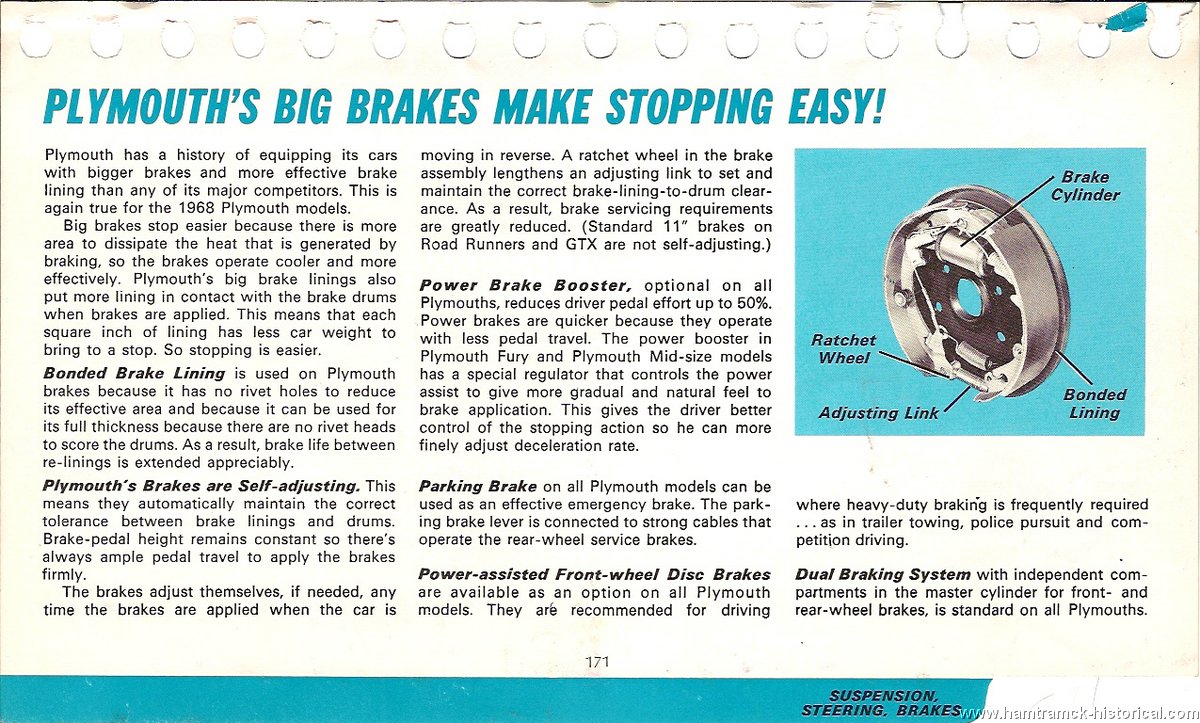 PLYMOUTH'S BIG BRAKES MAKE STOPPING EASY!
Plymouth has a history of equipping its cars
with bigger brakes and more effective brake
lining than any of its major competitors. This is
again true for the 1968 Plymouth models.
Big brakes stop easier because there is more
area to dissipate the heat that is generated by
braking, so the brakes operate cooler and more
effectively. Plymouth's big brake linings also
put more lining in contact with the brake drums
when brakes are applied. This means that each
square inch of lining has less car weight to
bring to a stop. So stopping is easier.
Bonded Brake Lining is used on Plymouth
brakes because it has no rivet holes to reduce
its effective area and because it can be used for
its full thickness because there are no rivet heads
to score the drums. As a result, brake life between
re-linings is extended appreciably.
Plymouth's Brakes are Self-adjusting. This
means they automatically maintain the correct
tolerance between brake linings and drums.
Brake-pedal height remains constant so there's
always ample pedal travel to apply the brakes
firmly.
The brakes adjust themselves, if needed, any
time the brakes are applied when the car is
moving in reverse. A ratchet wheel in the brake
assembly lengthens an adjusting link to set and
maintain the correct brake-lining-to-drum clear-
ance. As a result, brake servicing requirements
are greatly reduced. (Standard 11" brakes on
Road Runners and GTX are not self-adjusting.)
Power Brake Booster, optional on all
Plymouths, reduces driver pedal effort up to 50%.
Power brakes are quicker because they operate
with less pedal travel. The power booster in
Plymouth Fury and Plymouth Mid-size models
has a special regulator that controls the power
assist to give more gradual and natural feel to
brake application. This gives the driver better
control of the stopping action so he can more
finely adjust deceleration rate.
Parking Brake on all Plymouth models can be
used as an effective emergency brake. The park-
ing brake lever is connected to strong cables that
operate the rear-wheel service brakes.
Power-assisted Front-wheel Disc Brakes
are available as an option on all Plymouth
models. They are recommended for driving
Brake
Cylinder
Ratchet
Wheel
Adjusting Link
Bonded
Lining
where heavy-duty braking is frequently required
...as in trailer towing, police pursuit and com-
petition driving.
Dual Braking System with independent com-
partments in the master cylinder for front- and
rear-wheel brakes, is standard on all Plymouths.
171
SUSPENSION,
STEERING, BRAKES
www.hamtramck-historical.com